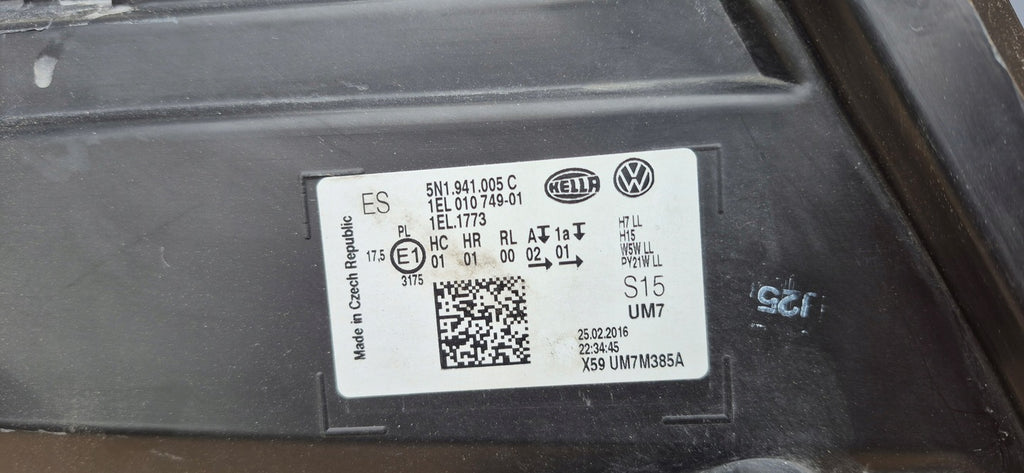 ES
5N1.941.005 C
1EL 010 749-01
1EL.1773
HELLA
VW
Made in Czech Republic
PL
17,5
E1
3175
HC HR RL A 1a
01 01 00 02 01
H7 LL
H15
W5W LL
PY21W LL
S15
UM7
25.02.2016
22:34:45
X59 UM7M385A
J25